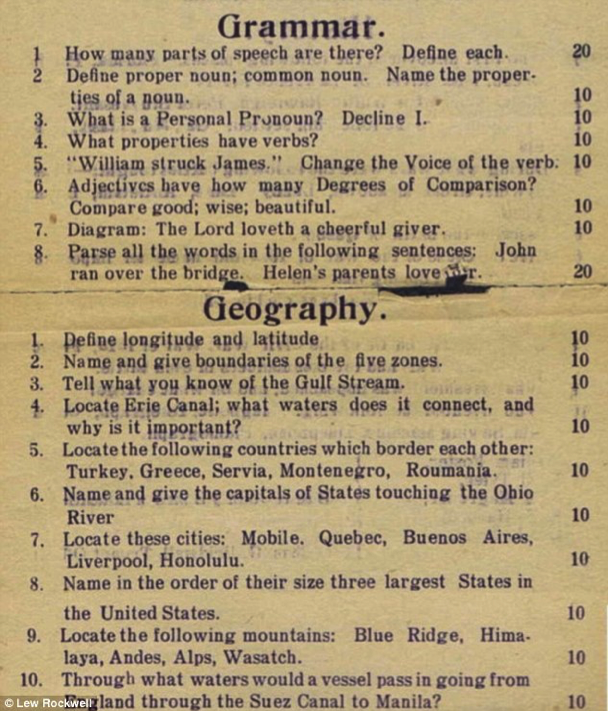 Grammar.
1 How many parts of speech are there? Define each. 20
2 Define proper noun; common noun. Name the proper-
ties of a noun. 10
3. What is a Personal Pronoun? Decline I. 10
4. What properties have verbs? 10
5. "William struck James." Change the Voice of the verb. 10
6. Adjectives have how many Degrees of Comparison?
Compare good; wise; beautiful. 10
7. Diagram: The Lord loveth a cheerful giver. 10
8. Parse all the words in the following sentences: John
ran over the bridge. Helen's parents love 20
Geography.
1. Define longitude and latitude 10
2. Name and give boundaries of the five zones. 10
3. Tell what you know of the Gulf Stream. 10
4. Locate Erie Canal; what waters does it connect, and
why is it important? 10
5. Locate the following countries which border each other:
Turkey, Greece, Servia, Montenegro, Roumania. 10
6. Name and give the capitals of States touching the Ohio
River 10
7. Locate these cities: Mobile. Quebec, Buenos Aires,
Liverpool, Honolulu. 10
8. Name in the order of their size three largest States in
the United States. 10
9. Locate the following mountains: Blue Ridge, Hima-
laya, Andes, Alps, Wasatch. 10
10. Through what waters would a vessel pass in going from
England through the Suez Canal to Manila? 10
© Lew Rockwell